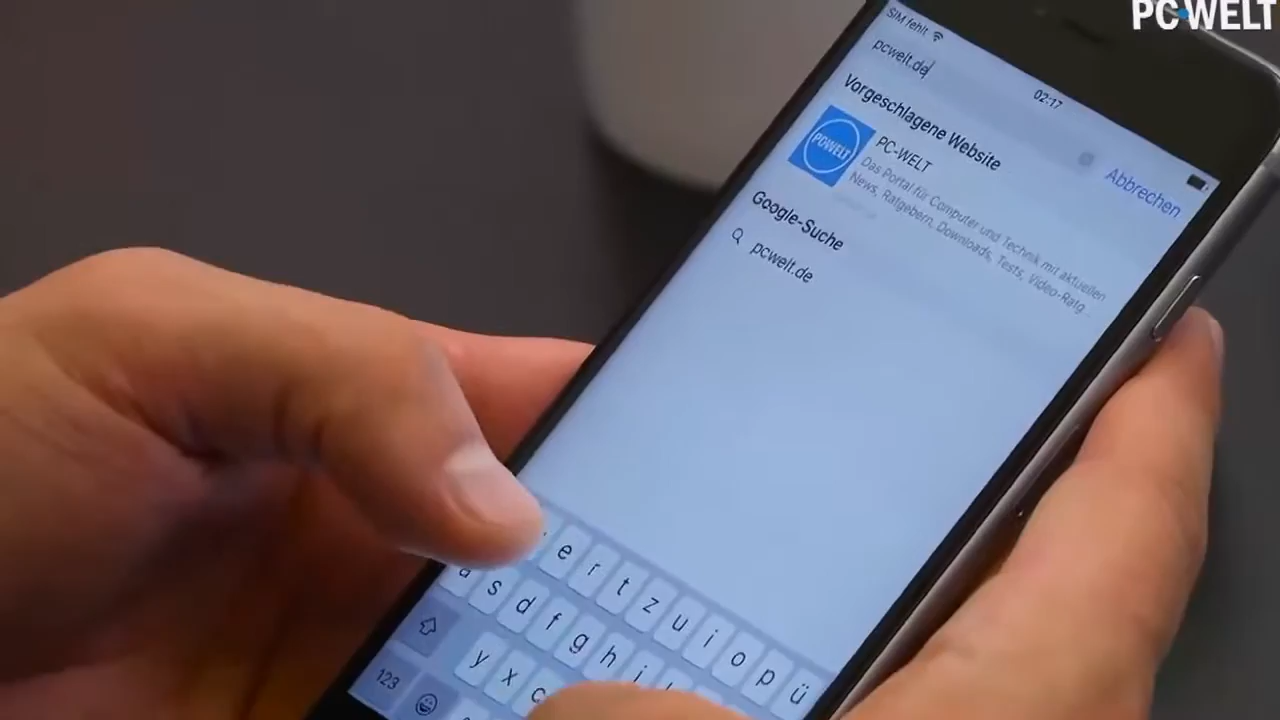 PC-WELT
SIM fehlt
02:17
pcwelt.de
Abbrechen
Vorgeschlagene Website
PCWELT
PC-WELT
Das Portal für Computer und Technik mit aktuellen
News, Ratgebern, Downloads, Tests, Video-Ratg...
Google-Suche
pcwelt.de
e r t z u i o p ü
a s d f g h j
y x c
123